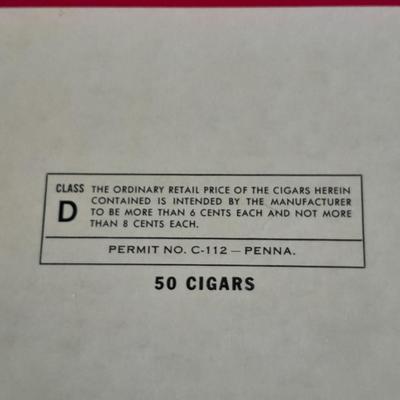 CLASS D THE ORDINARY RETAIL PRICE OF THE CIGARS HEREIN
CONTAINED IS INTENDED BY THE MANUFACTURER
TO BE MORE THAN 6 CENTS EACH AND NOT MORE
THAN 8 CENTS EACH.
PERMIT NO. C-112 — PENNA.
50 CIGARS